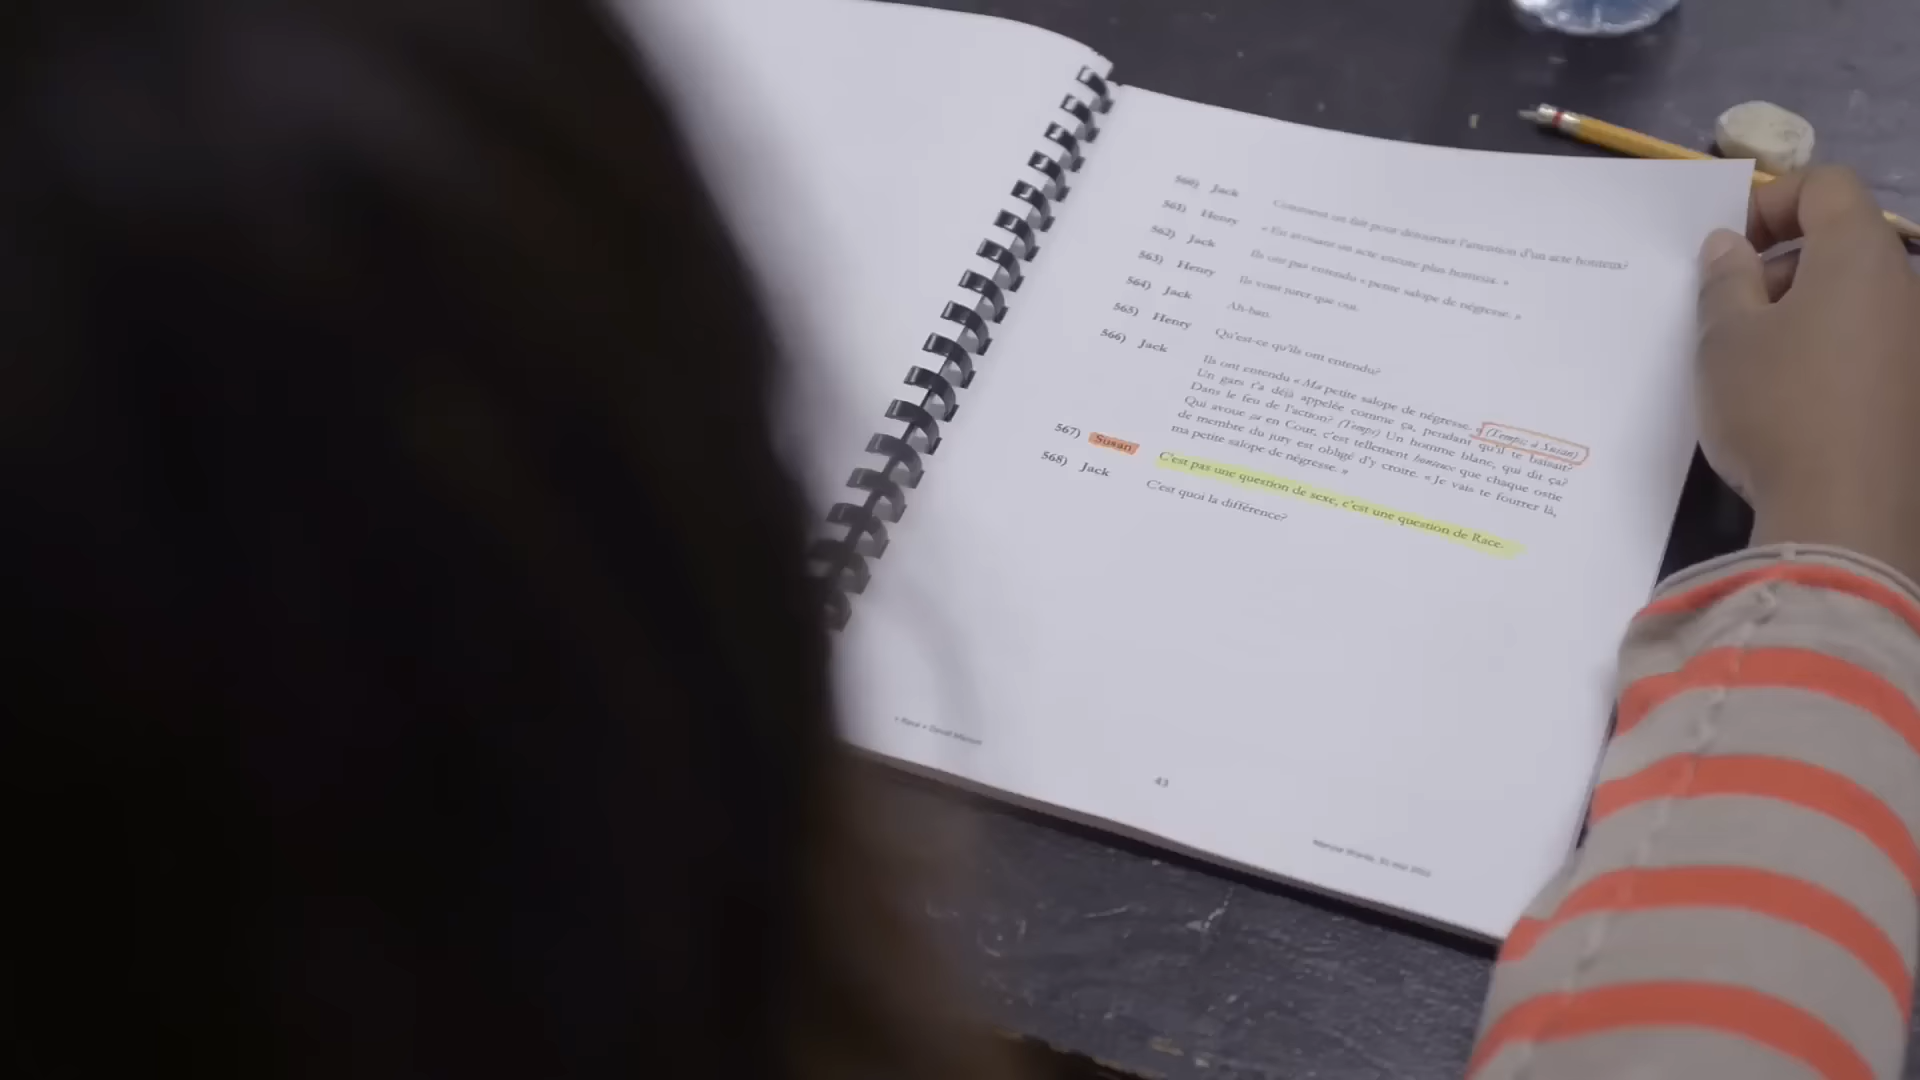 560) Jack Comment on fait pour détourner l'attention d'un acte honteux?
561) Henry « En avouant un acte encore plus honteux. »
562) Jack Ils ont pas entendu « petite salope de négresse. »
563) Henry Ils vont jurer que oui.
564) Jack Ah-ban.
565) Henry Qu'est-ce qu'ils ont entendu?
566) Jack Ils ont entendu « Ma petite salope de négresse. » (Temps; à Susan)
Un gars t'a déjà appelée comme ça, pendant qu'il te baisait?
Dans le feu de l'action? (Temps) Un homme blanc, qui dit ça?
Qui avoue ça en Cour, c'est tellement honteux que chaque ostie
de membre du jury est obligé d'y croire. « Je vais te fourrer là,
ma petite salope de négresse. »
567) Susan C'est pas une question de sexe, c'est une question de Race.
568) Jack C'est quoi la différence?
« Race » David Mamet
43